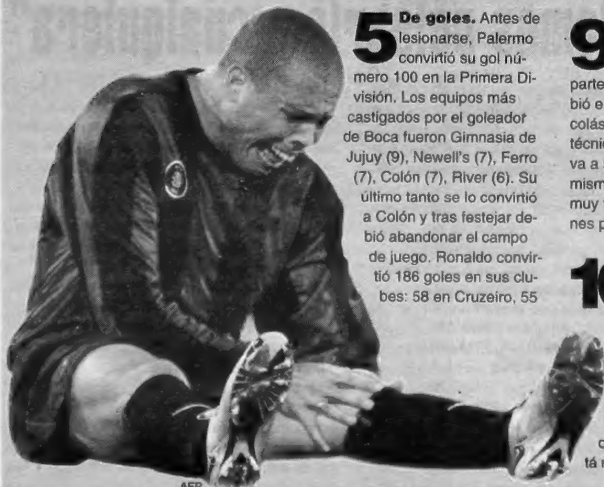 5 De goles. Antes de
lesionarse, Palermo
convirtió su gol nú-
mero 100 en la Primera Di-
visión. Los equipos más
castigados por el goleador
de Boca fueron Gimnasia de
Jujuy (9), Newell's (7), Ferro
(7), Colón (7), River (6). Su
último tanto se lo convirtió
a Colón y tras festejar de-
bió abandonar el campo
de juego. Ronaldo convir-
tió 186 goles en sus clu-
bes: 58 en Cruzeiro, 55
AFP
9
parte
bió e
colás
técni
va a
mism
muy
nes p
10
tá